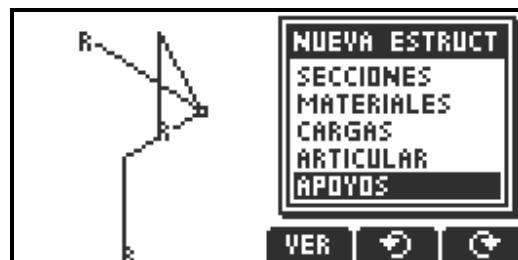 R
NUEVA ESTRUCT
SECCIONES
MATERIALES
CARGAS
ARTICULAR
APOYOS
R
R
VER